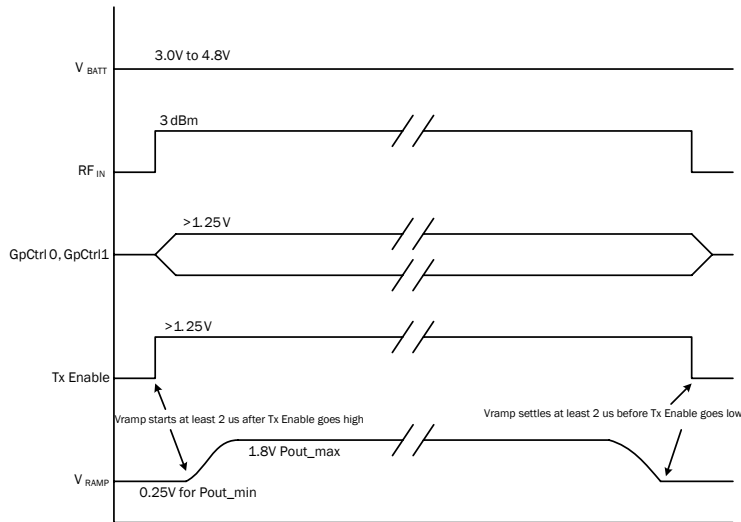 3.0V to 4.8V
V BATT
3 dBm
RF IN
>1.25V
GpCtrl 0, GpCtrl1
>1.25V
Tx Enable
Vramp starts at least 2 us after Tx Enable goes high
Vramp settles at least 2 us before Tx Enable goes low
1.8V Pout_max
V RAMP
0.25V for Pout_min